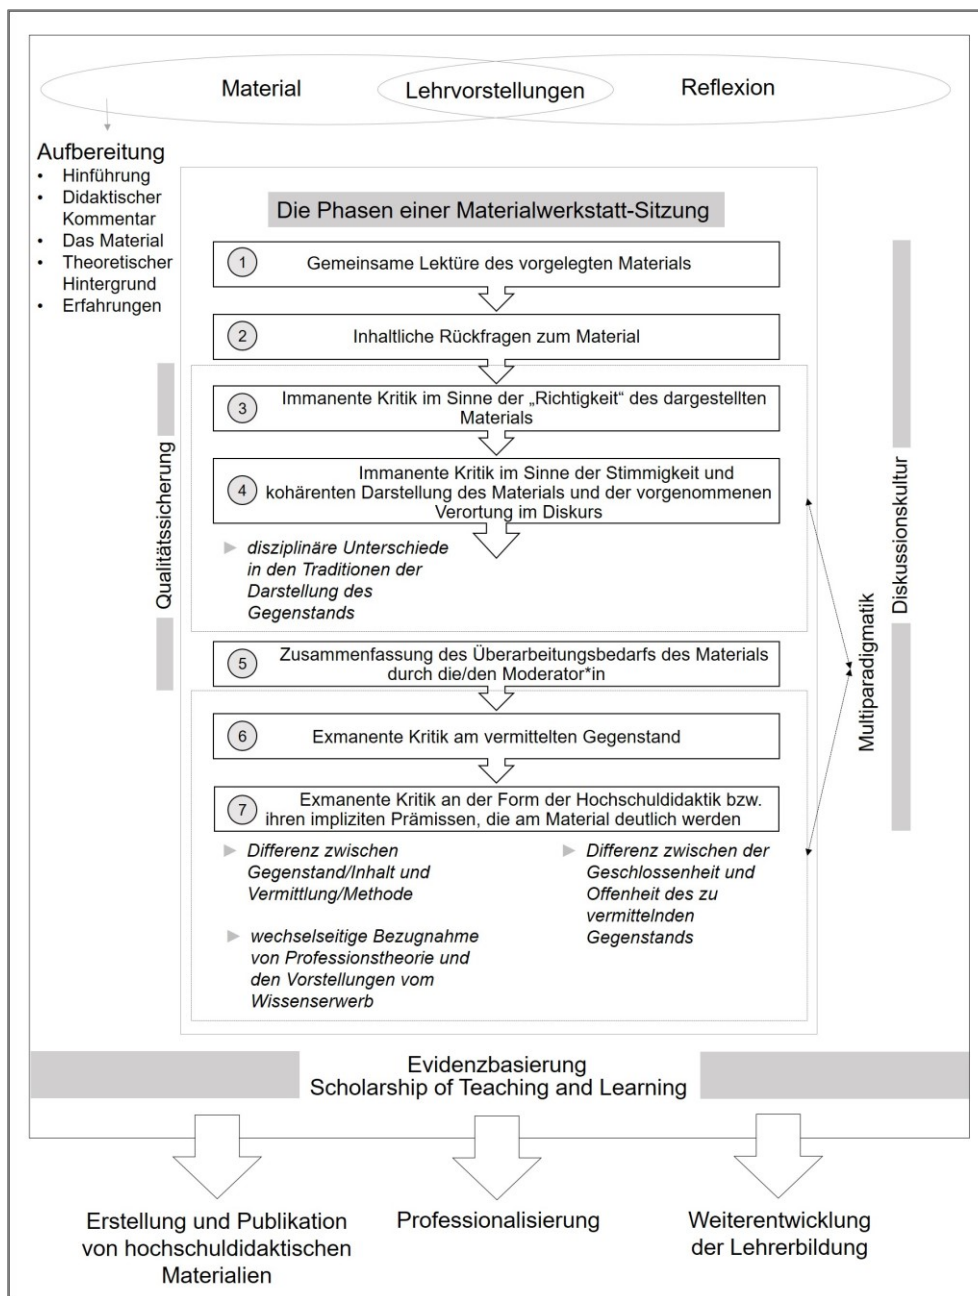 Material
Lehrvorstellungen
Reflexion
Aufbereitung
• Hinführung
• Didaktischer
Kommentar
• Das Material
• Theoretischer
Hintergrund
• Erfahrungen
Die Phasen einer Materialwerkstatt-Sitzung
1 Gemeinsame Lektüre des vorgelegten Materials
2 Inhaltliche Rückfragen zum Material
3 Immanente Kritik im Sinne der „Richtigkeit“ des dargestellten
Materials
4 Immanente Kritik im Sinne der Stimmigkeit und
kohärenten Darstellung des Materials und der vorgenommenen
Verortung im Diskurs
disziplinäre Unterschiede
in den Traditionen der
Darstellung des
Gegenstands
5 Zusammenfassung des Überarbeitungsbedarfs des Materials
durch die/den Moderator*in
6 Exmanente Kritik am vermittelten Gegenstand
7 Exmanente Kritik an der Form der Hochschuldidaktik bzw.
ihren impliziten Prämissen, die am Material deutlich werden
Differenz zwischen
Gegenstand/Inhalt und
Vermittlung/Methode
wechselseitige Bezugnahme
von Professionstheorie und
den Vorstellungen vom
Wissenserwerb
Differenz zwischen der
Geschlossenheit und
Offenheit des zu
vermittelnden
Gegenstands
Qualitätssicherung
Multiparadigmatik
Diskussionskultur
Evidenzbasierung
Scholarship of Teaching and Learning
Erstellung und Publikation
von hochschuldidaktischen
Materialien
Professionalisierung
Weiterentwicklung
der Lehrerbildung